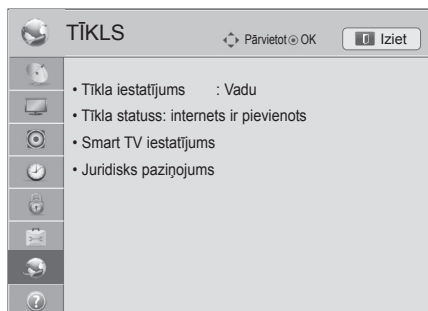 TĪKLS
Pārvietot OK
Iziet
• Tīkla iestatījums : Vadu
• Tīkla statuss: internets ir pievienots
• Smart TV iestatījums
• Juridisks paziņojums